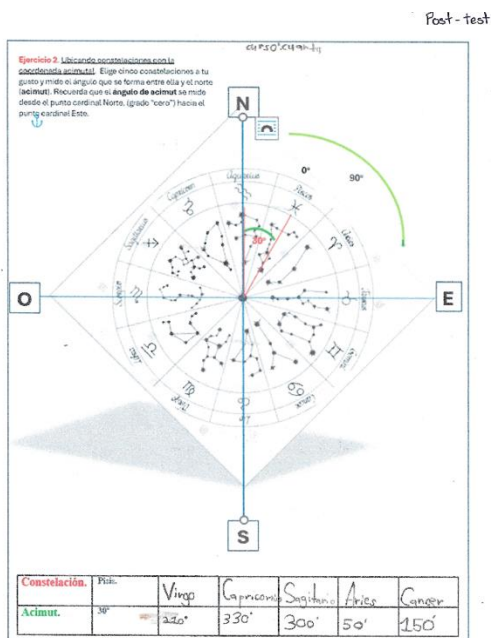 Post-test
Ejercicio 2. Ubicando constelaciones con la
coordenada acimutal. Elige cinco constelaciones a tu
gusto y mide el ángulo que se forma entre ella y el norte
(acimut). Recuerda que el ángulo de acimut se mide
desde el punto cardinal Norte, (grado "cero") hacia el
punto cardinal Este.
N
0°
90°
Capricornio
30°
O
E
S
Constelación. Pisis. Virgo Capricornio Sagitario Aries Cancer
Acimut. 30° 210° 330° 300° 50° 150°